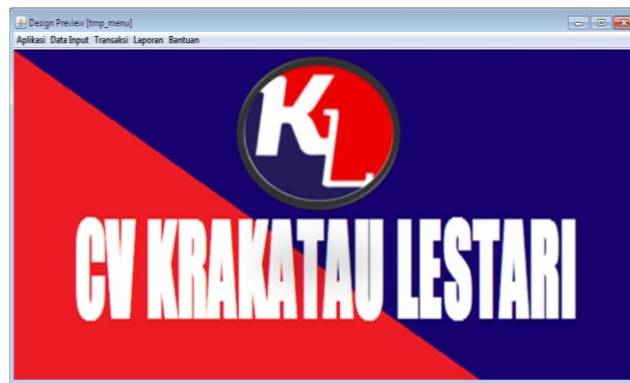 Design Preview [tmp_menu]
Aplikasi Data Input Transaksi Laporan Bantuan
KL
CV KRAKATAU LESTARI